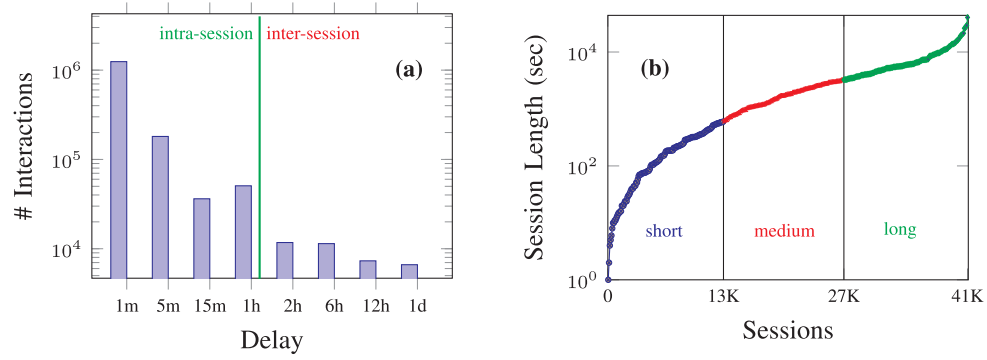 intra-session inter-session
(a)
10^6
10^5
10^4
# Interactions
1m 5m 15m 1h 2h 6h 12h 1d
Delay
(b)
10^4
10^2
10^0
Session Length (sec)
short medium long
0 13K 27K 41K
Sessions